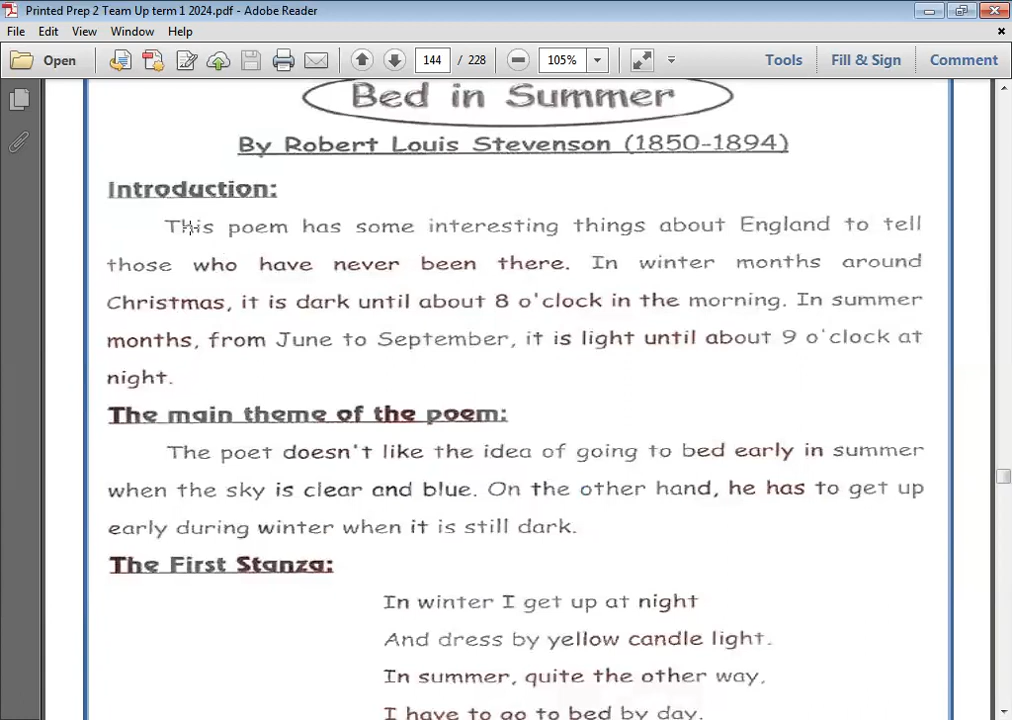 Printed Prep 2 Team Up term 1 2024.pdf - Adobe Reader
File Edit View Window Help
Open 144 / 228 105% Tools Fill & Sign Comment
Bed in Summer
By Robert Louis Stevenson (1850-1894)
Introduction:
This poem has some interesting things about England to tell
those who have never been there. In winter months around
Christmas, it is dark until about 8 o'clock in the morning. In summer
months, from June to September, it is light until about 9 o'clock at
night.
The main theme of the poem:
The poet doesn't like the idea of going to bed early in summer
when the sky is clear and blue. On the other hand, he has to get up
early during winter when it is still dark.
The First Stanza:
In winter I get up at night
And dress by yellow candle light.
In summer, quite the other way,
I have to go to bed by day.